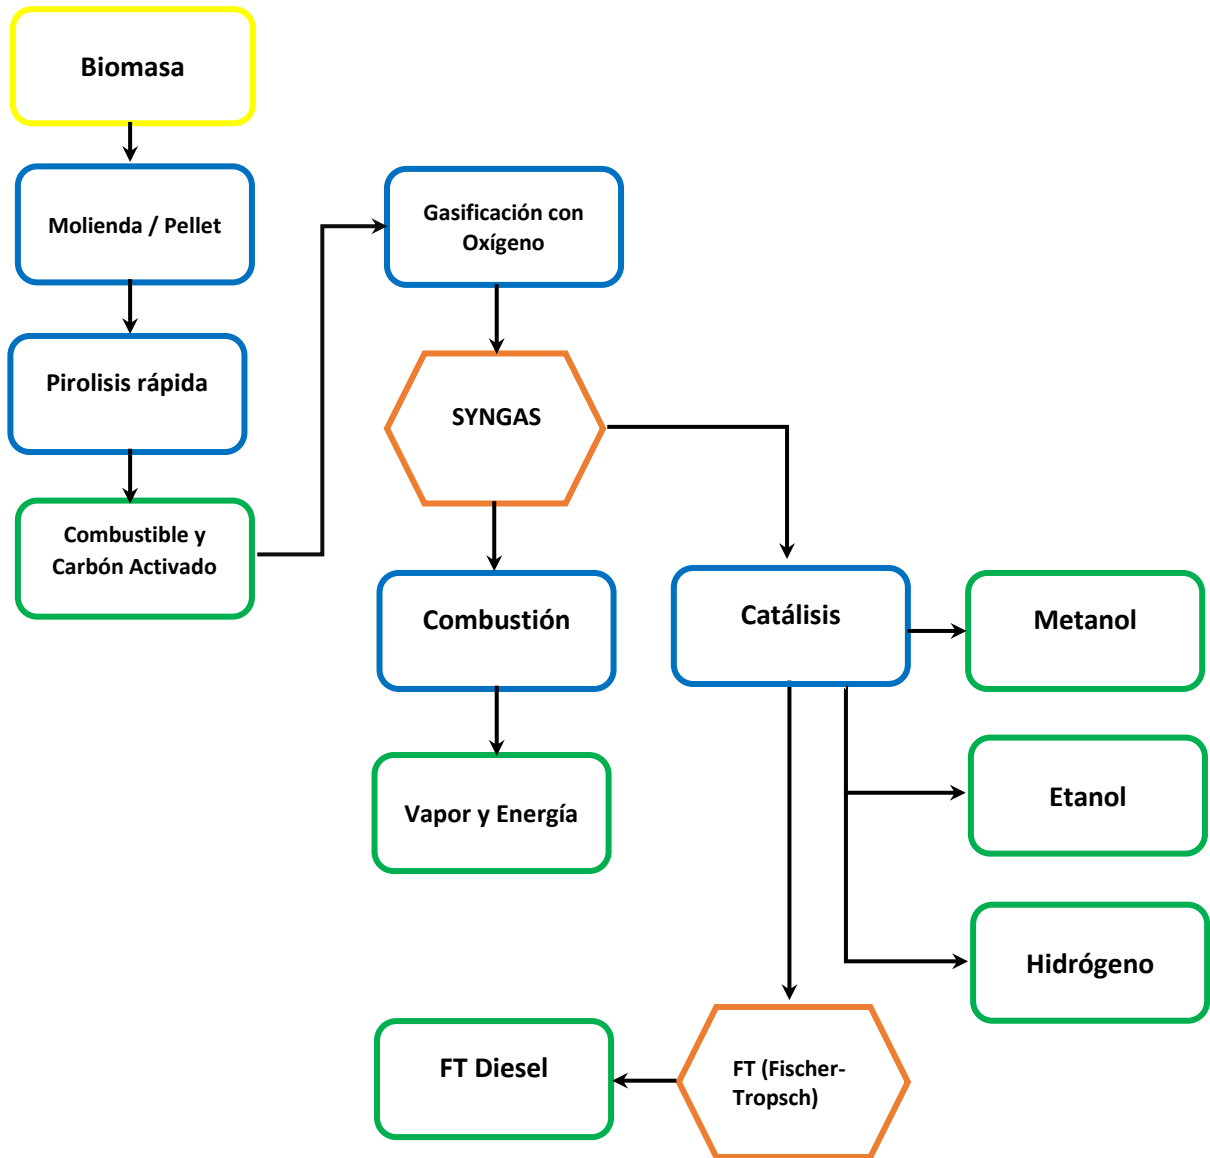 Biomasa
Molienda / Pellet
Pirolisis rápida
Combustible y
Carbón Activado
Gasificación con
Oxígeno
SYNGAS
Combustión
Vapor y Energía
Catálisis
Metanol
Etanol
Hidrógeno
FT (Fischer-
Tropsch)
FT Diesel